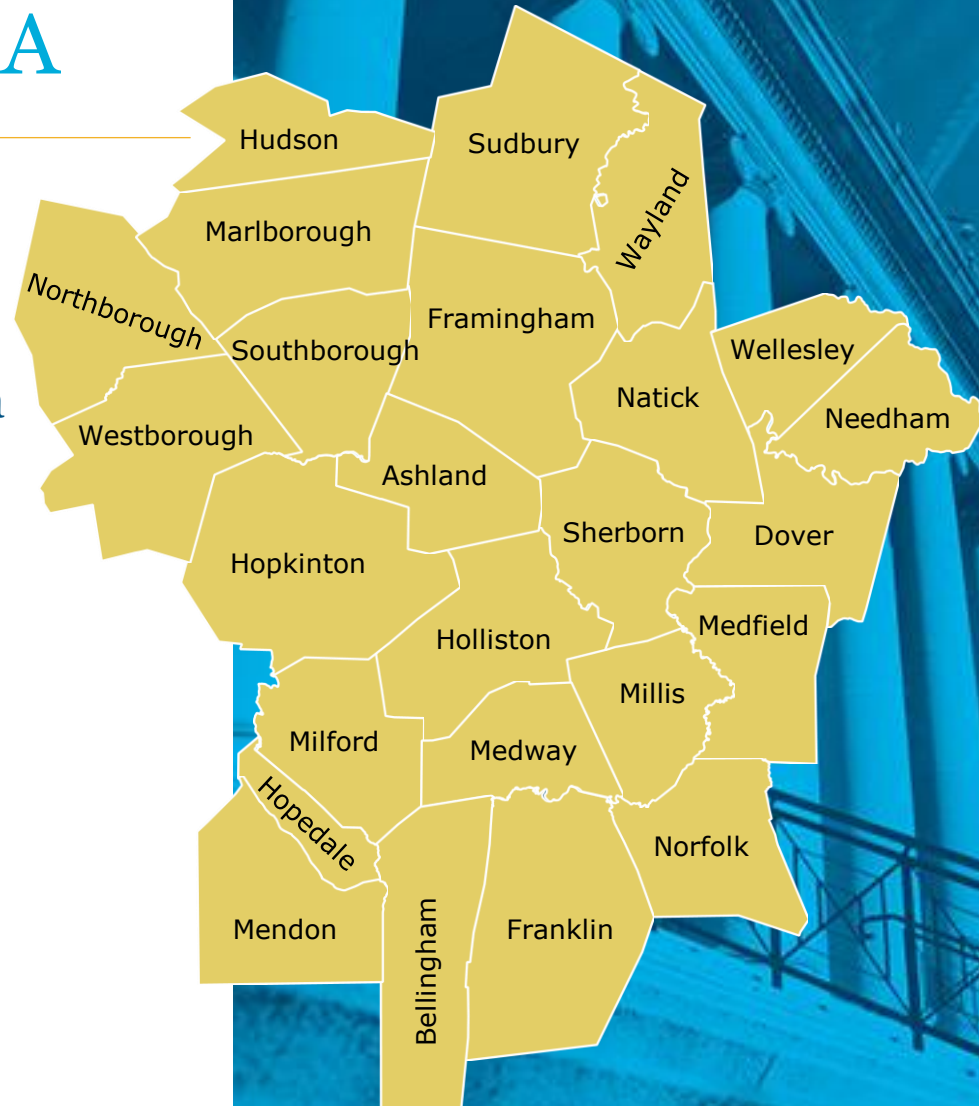 A
Hudson
Sudbury
Wayland
Marlborough
Northborough
Framingham
Southborough
Wellesley
Natick
Needham
Westborough
Ashland
Sherborn
Dover
Hopkinton
Medfield
Holliston
Millis
Milford
Medway
Hopedale
Norfolk
Mendon
Franklin
Bellingham